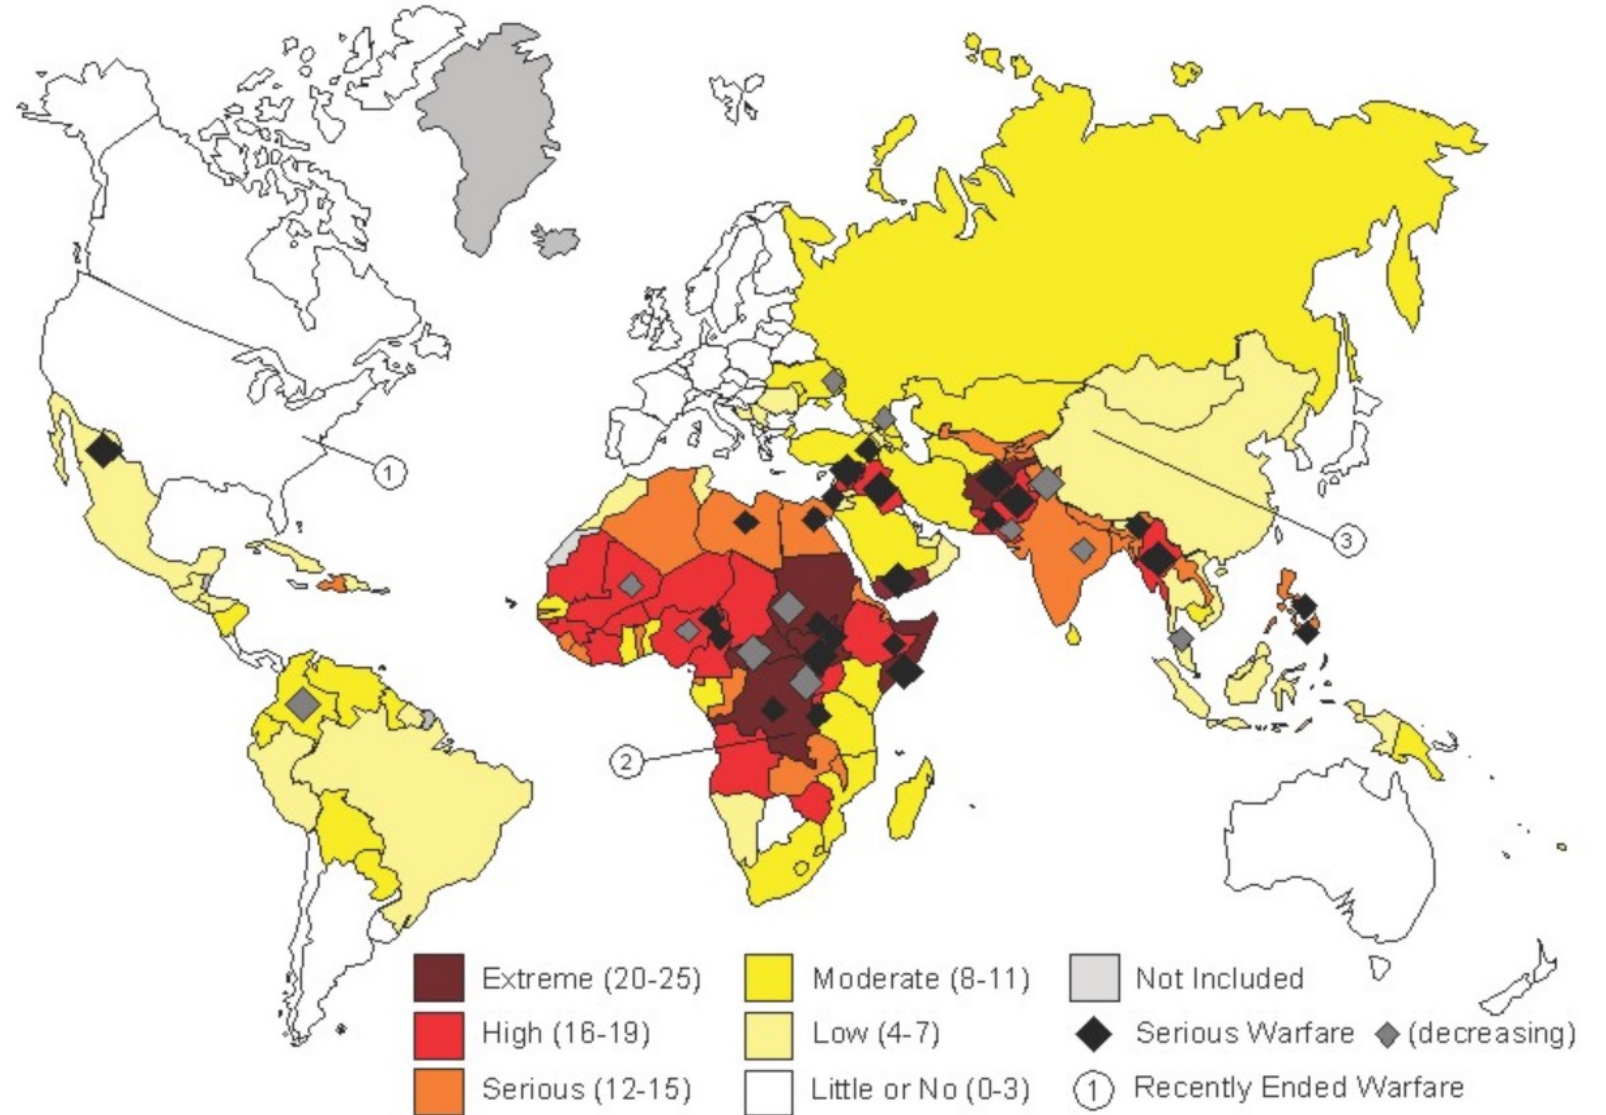 1
3
2
Extreme (20-25)
Moderate (8-11)
Not Included
High (16-19)
Low (4-7)
Serious Warfare
(decreasing)
Serious (12-15)
Little or No (0-3)
1 Recently Ended Warfare